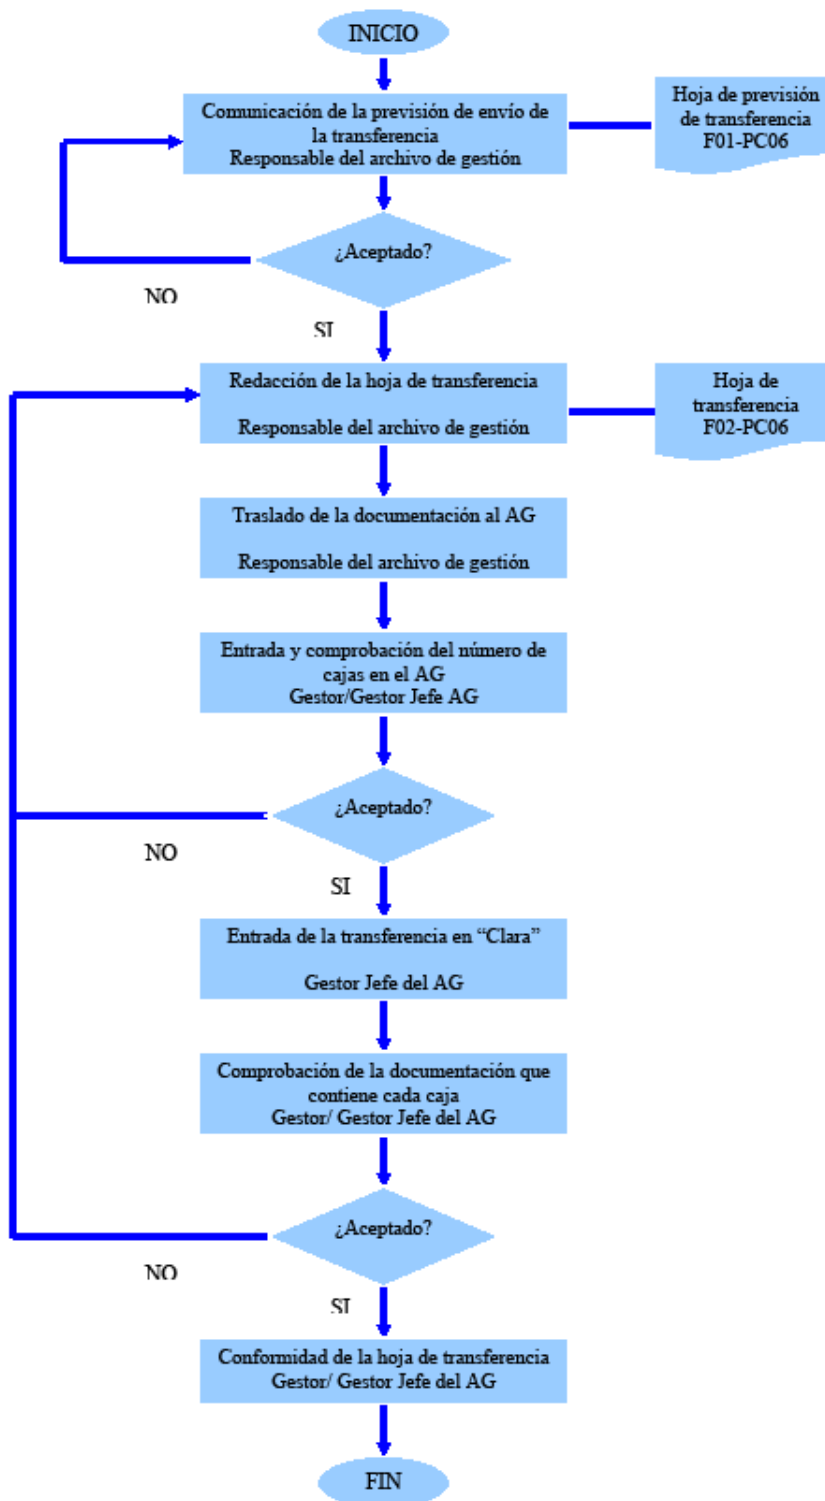 INICIO
Comunicación de la previsión de envío de
la transferencia
Responsable del archivo de gestión
Hoja de previsión
de transferencia
F01-PC06
¿Aceptado?
NO
SI
Redacción de la hoja de transferencia
Responsable del archivo de gestión
Hoja de
transferencia
F02-PC06
Traslado de la documentación al AG
Responsable del archivo de gestión
Entrada y comprobación del número de
cajas en el AG
Gestor/Gestor Jefe AG
¿Aceptado?
NO
SI
Entrada de la transferencia en “Clara”
Gestor Jefe del AG
Comprobación de la documentación que
contiene cada caja
Gestor/ Gestor Jefe del AG
¿Aceptado?
NO
SI
Conformidad de la hoja de transferencia
Gestor/ Gestor Jefe del AG
FIN